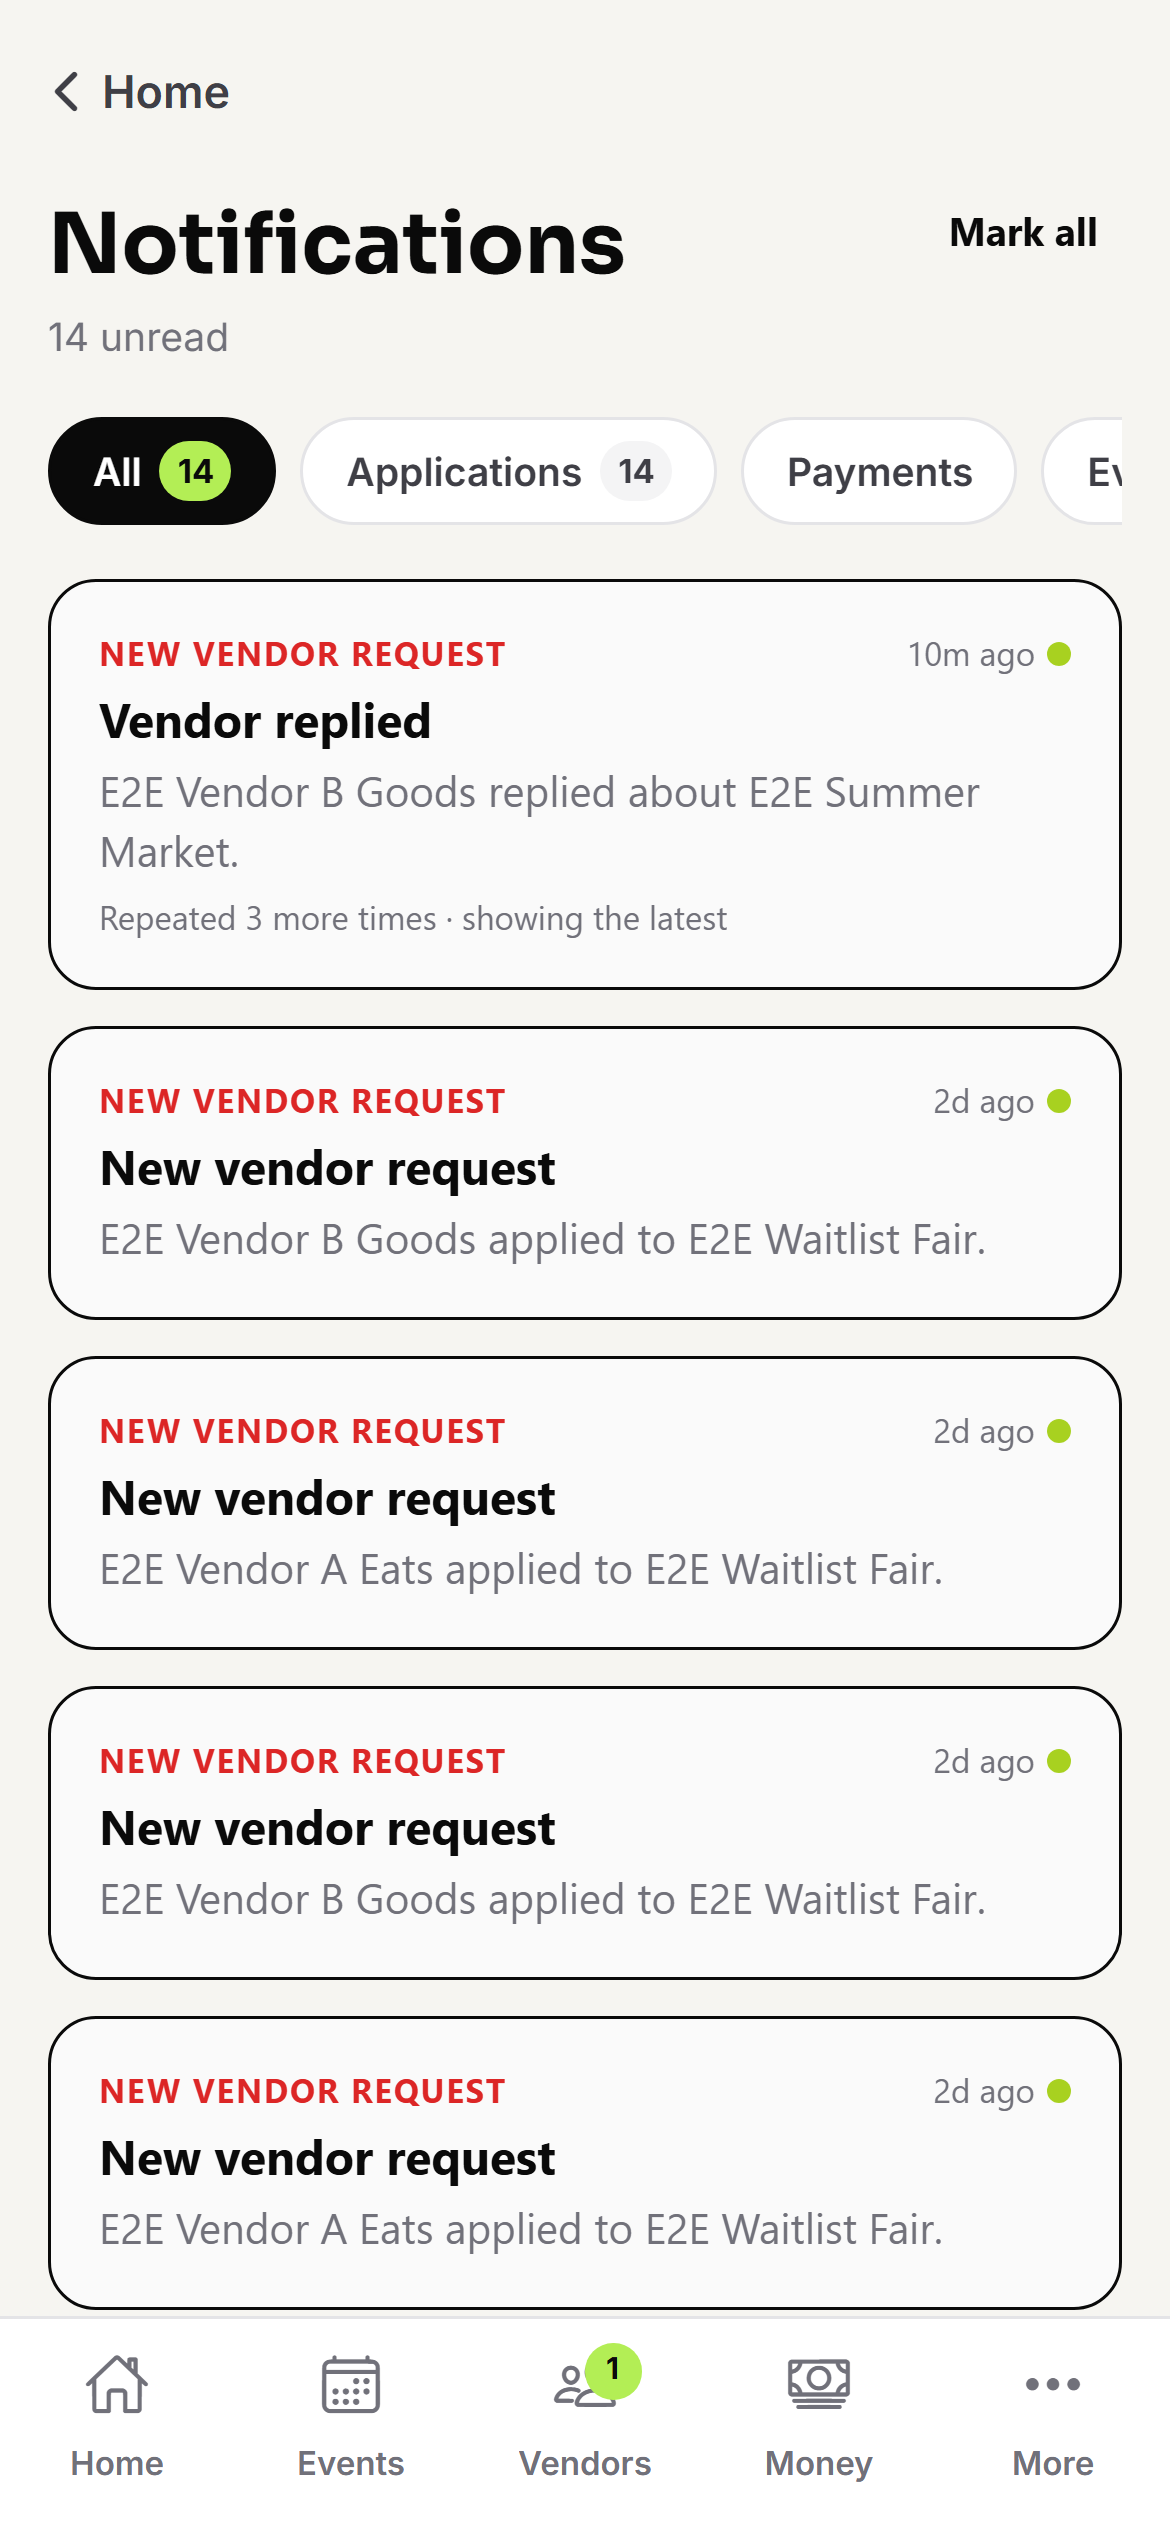 Home
Notifications
Mark all
14 unread
All 14
Applications 14
Payments
Ev
NEW VENDOR REQUEST
10m ago
Vendor replied
E2E Vendor B Goods replied about E2E Summer
Market.
Repeated 3 more times · showing the latest
NEW VENDOR REQUEST
2d ago
New vendor request
E2E Vendor B Goods applied to E2E Waitlist Fair.
NEW VENDOR REQUEST
2d ago
New vendor request
E2E Vendor A Eats applied to E2E Waitlist Fair.
NEW VENDOR REQUEST
2d ago
New vendor request
E2E Vendor B Goods applied to E2E Waitlist Fair.
NEW VENDOR REQUEST
2d ago
New vendor request
E2E Vendor A Eats applied to E2E Waitlist Fair.
1
Home
Events
Vendors
Money
More